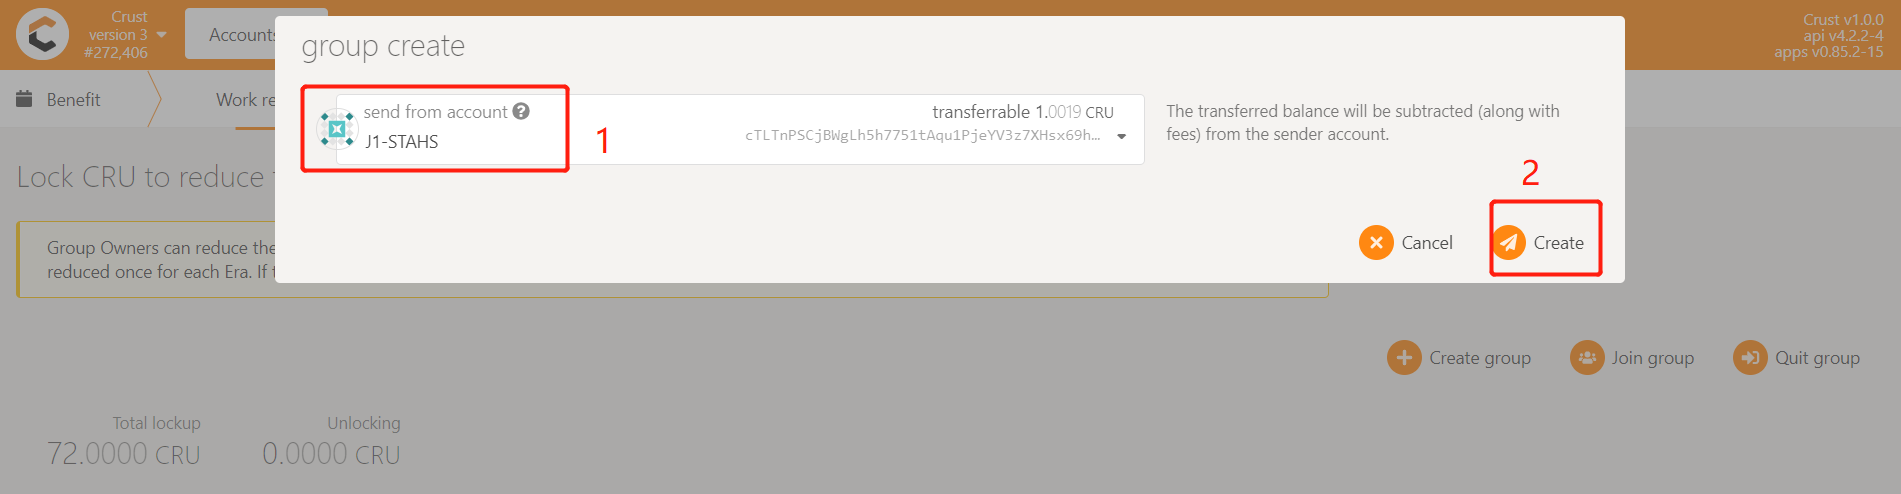 Crust
version 3
#272,406
Accounts
Crust v1.0.0
api v4.2.2-4
apps v0.85.2-15
group create
Benefit
Work re
send from account
J1-STAHS
transferrable 1.0019 CRU
cTLTnPSCjBWgLh5h7751tAqu1PjeYV3z7XHsx69h…
The transferred balance will be subtracted (along with
fees) from the sender account.
1
2
Cancel
Create
Lock CRU to reduce
Group Owners can reduce the
reduced once for each Era. If t
Create group
Join group
Quit group
Total lockup
Unlocking
72.0000 CRU
0.0000 CRU